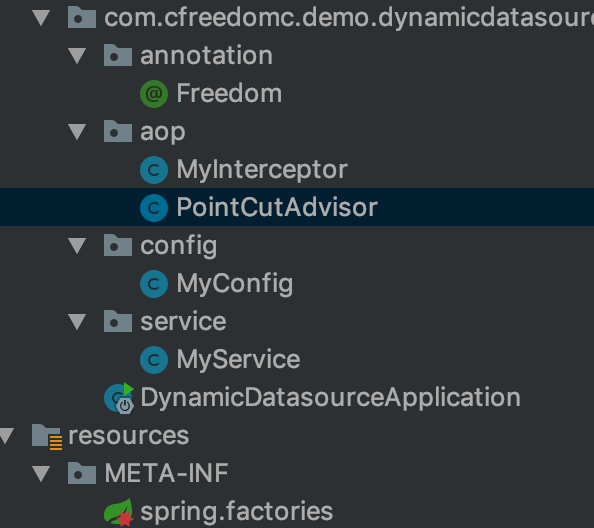 com.cfreedomc.demo.dynamicdatasour
annotation
Freedom
aop
MyInterceptor
PointCutAdvisor
config
MyConfig
service
MyService
DynamicDatasourceApplication
resources
META-INF
spring.factories